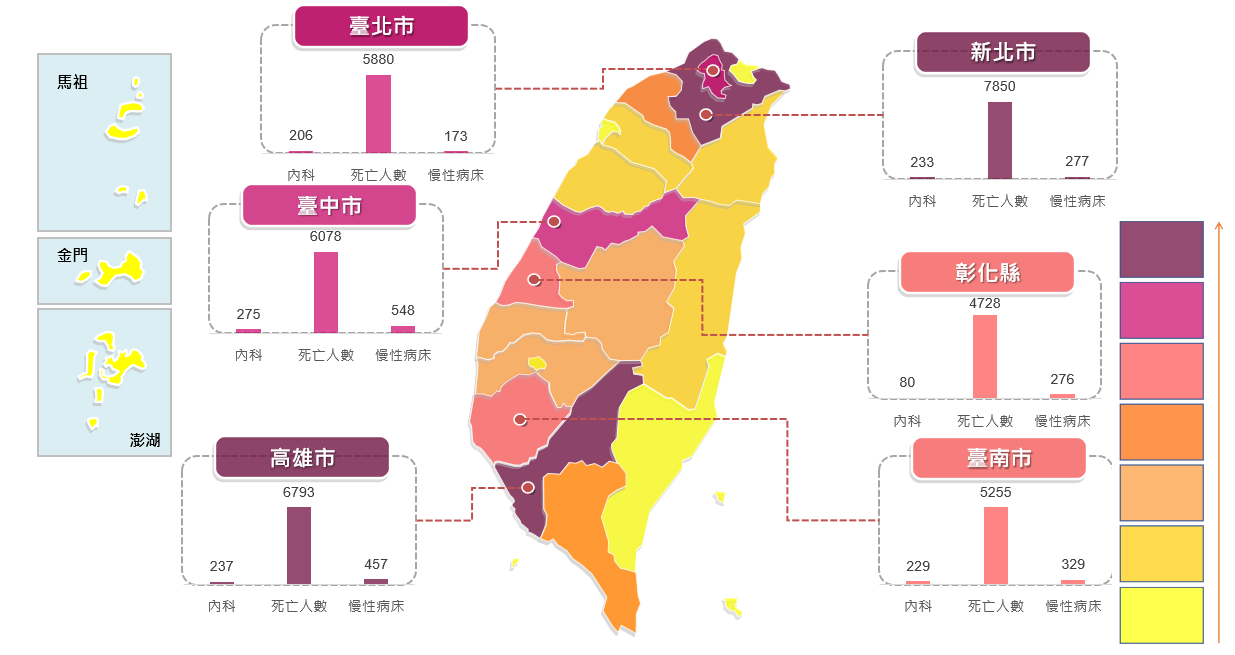 臺北市
5880
206
173
內科
死亡人數
慢性病床
新北市
7850
233
277
內科
死亡人數
慢性病床
馬祖
金門
澎湖
臺中市
6078
275
548
內科
死亡人數
慢性病床
彰化縣
4728
80
276
內科
死亡人數
慢性病床
高雄市
6793
237
457
內科
死亡人數
慢性病床
臺南市
5255
229
329
內科
死亡人數
慢性病床